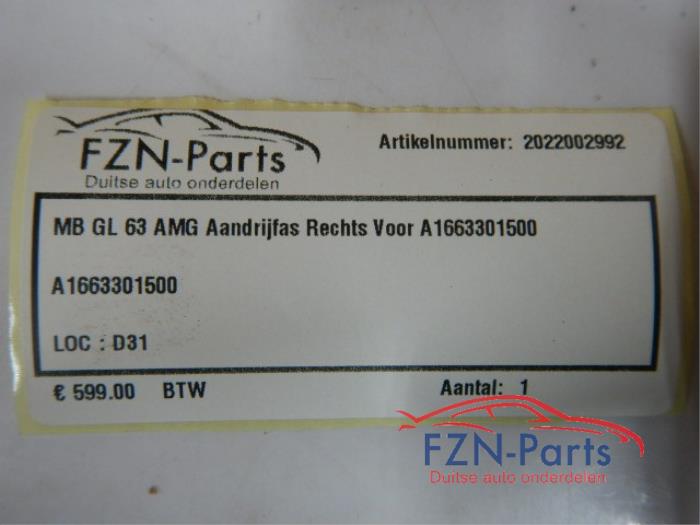 FZN-Parts
Duitse auto onderdelen
Artikelnummer: 2022002992
MB GL 63 AMG Aandrijfas Rechts Voor A1663301500
A1663301500
LOC : D31
€ 599.00 BTW Aantal: 1
FZN-Parts
Duitse auto onderdelen